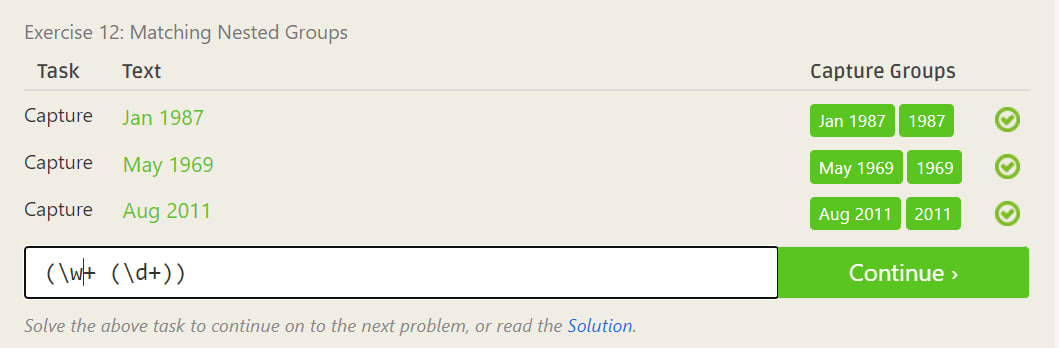 Exercise 12: Matching Nested Groups
Task Text Capture Groups
Capture Jan 1987 Jan 1987 1987
Capture May 1969 May 1969 1969
Capture Aug 2011 Aug 2011 2011
(\w+ (\d+)) Continue ›
Solve the above task to continue on to the next problem, or read the Solution.